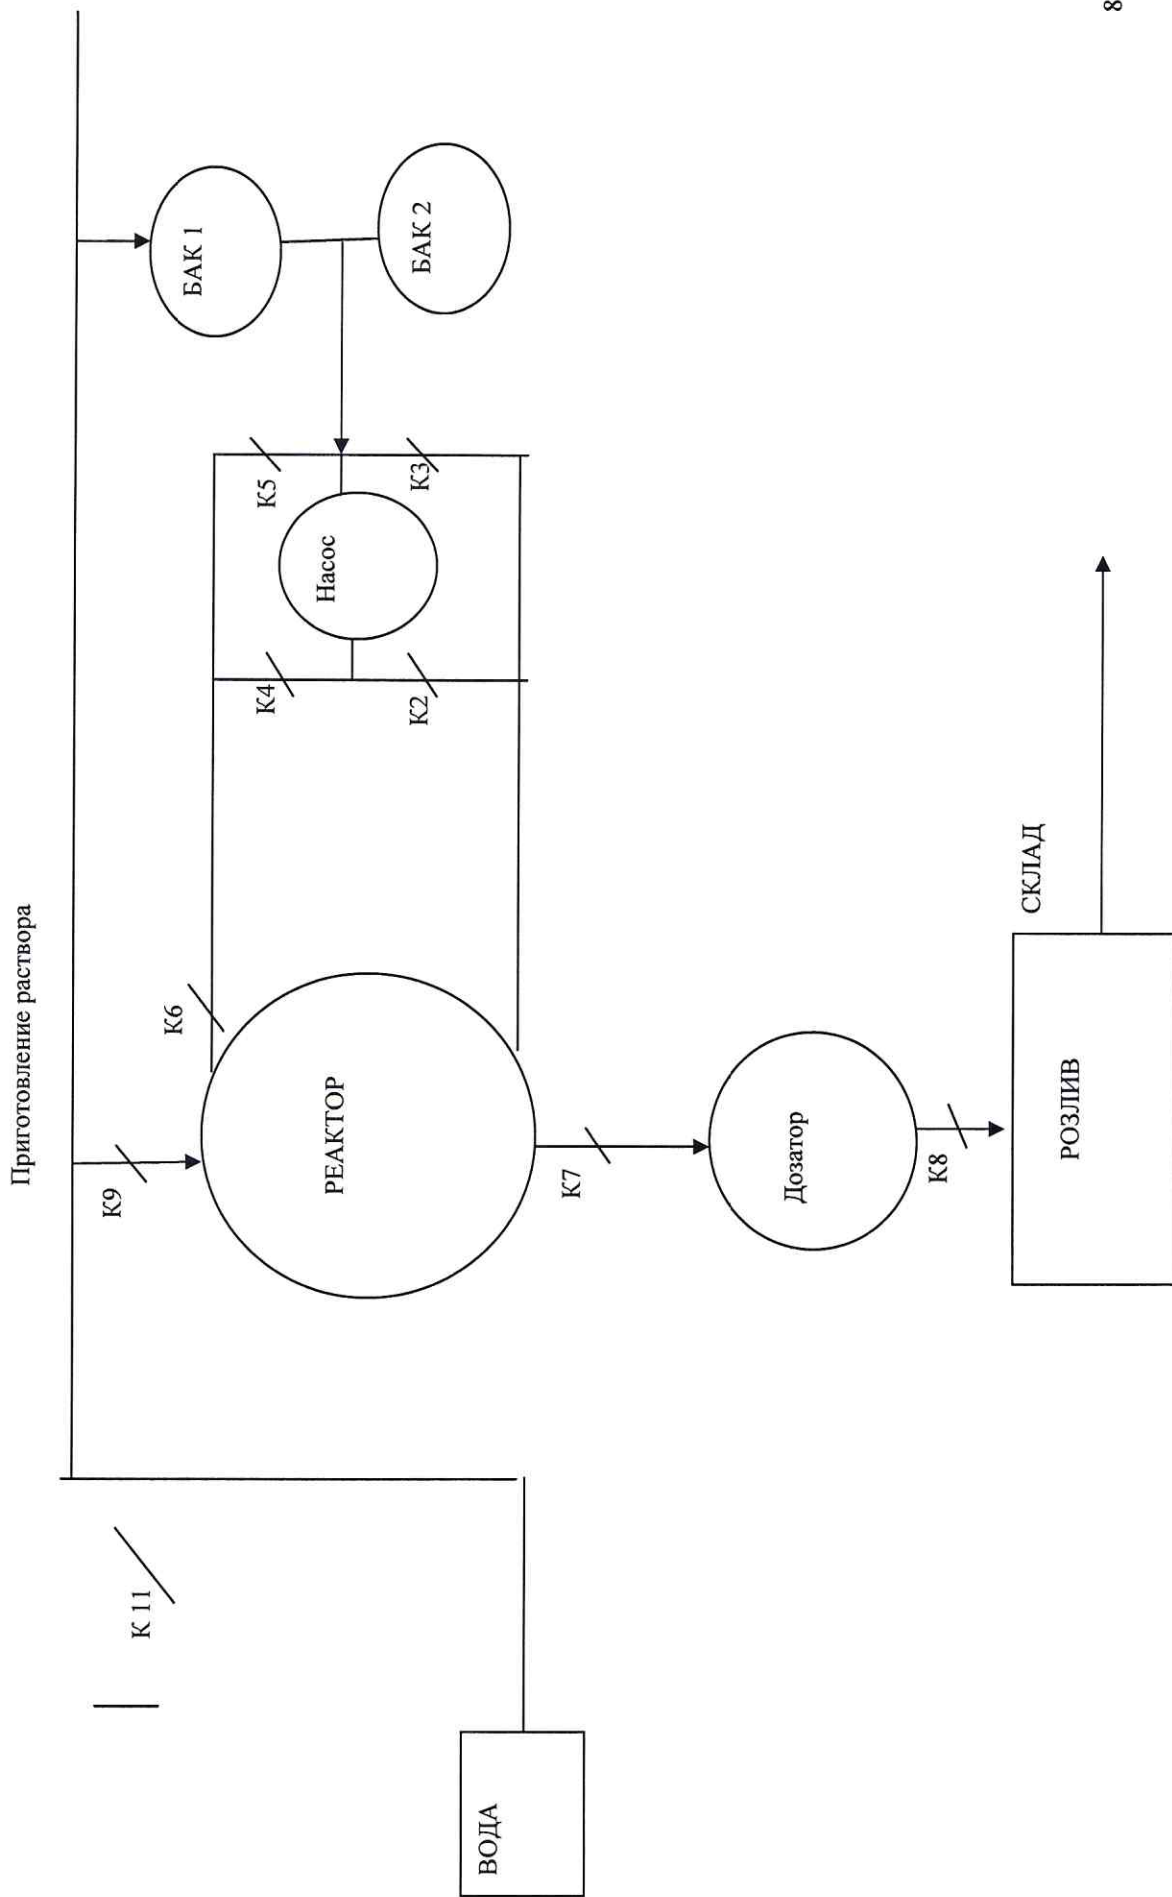 Приготовление раствора
К 11
К9
К6
К4
К5
БАК 1
ВОДА
РЕАКТОР
К2
Насос
К3
БАК 2
К7
Дозатор
К8
РОЗЛИВ
СКЛАД
8